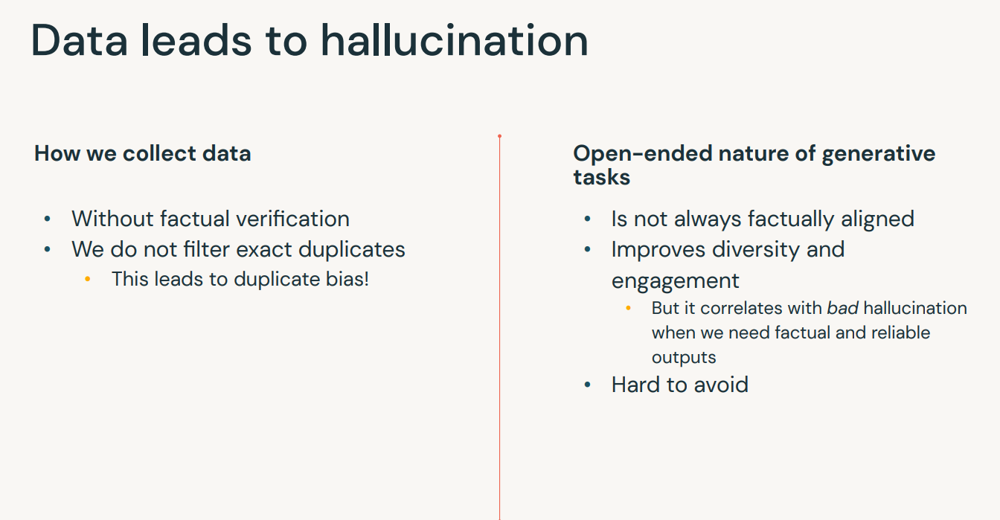 Data leads to hallucination
How we collect data
• Without factual verification
• We do not filter exact duplicates
• This leads to duplicate bias!
Open-ended nature of generative
tasks
• Is not always factually aligned
• Improves diversity and
engagement
• But it correlates with bad hallucination
when we need factual and reliable
outputs
• Hard to avoid